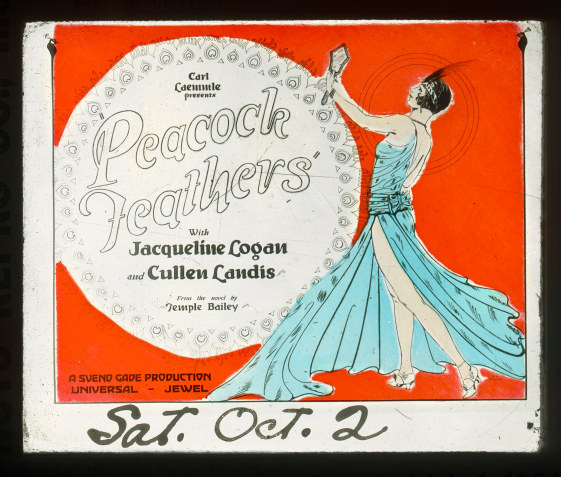 Carl
Laemmle
presents
"Peacock
Feathers"
With
Jacqueline Logan
and Cullen Landis
From the novel by
Temple Bailey
A SVEND GADE PRODUCTION
UNIVERSAL - JEWEL
Sat. Oct. 2